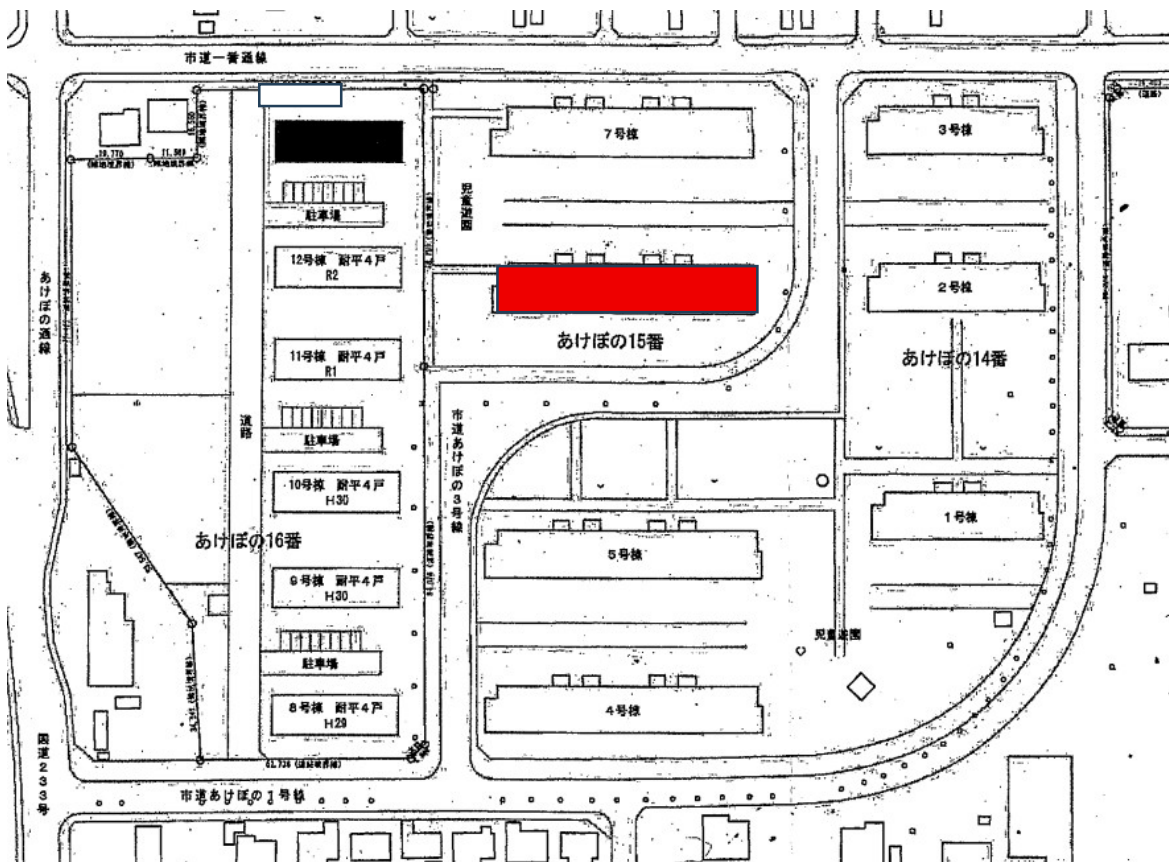 市道一番通線
7号棟
3号棟
児童遊園
駐車場
12号棟 耐平4戸
R2
2号棟
あけぼの通線
あけぼの15番
あけぼの14番
11号棟 耐平4戸
R1
道路
市道あけぼの3号線
駐車場
10号棟 耐平4戸
H30
1号棟
あけぼの16番
5号棟
9号棟 耐平4戸
H30
児童遊園
駐車場
8号棟 耐平4戸
H29
4号棟
国道233号
市道あけぼの1号線